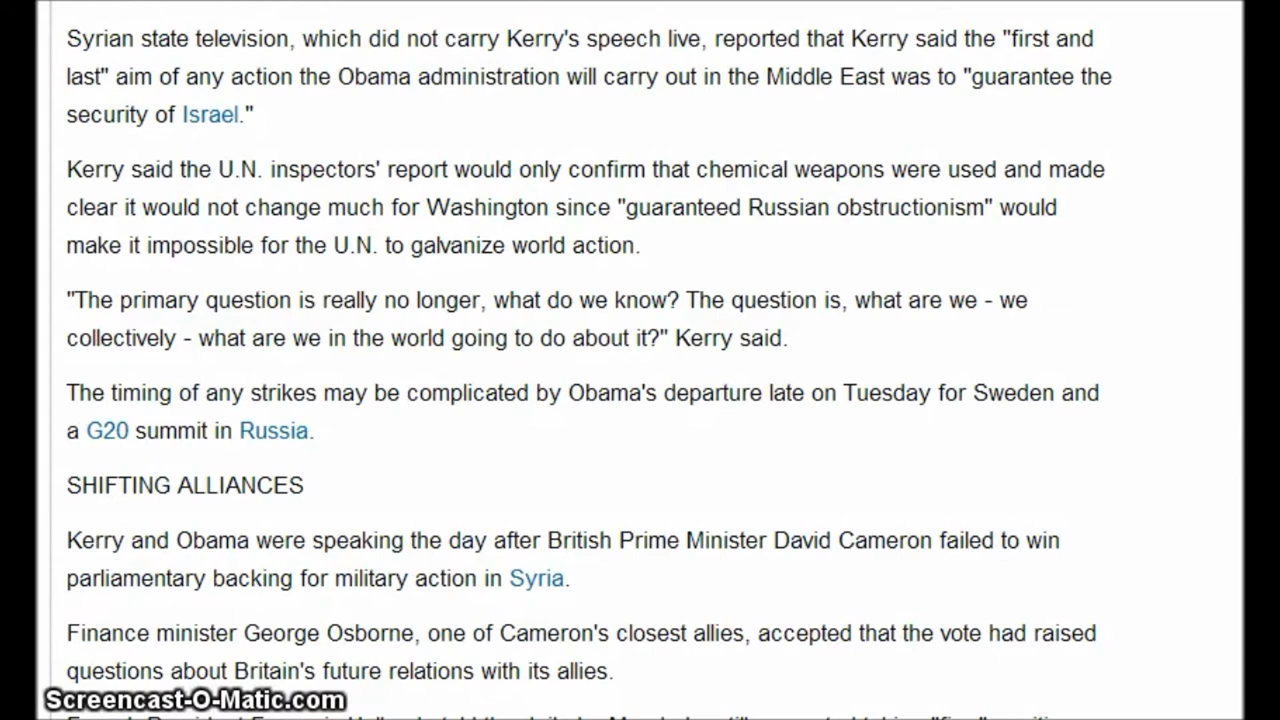 Syrian state television, which did not carry Kerry's speech live, reported that Kerry said the "first and
last" aim of any action the Obama administration will carry out in the Middle East was to "guarantee the
security of Israel."
Kerry said the U.N. inspectors' report would only confirm that chemical weapons were used and made
clear it would not change much for Washington since "guaranteed Russian obstructionism" would
make it impossible for the U.N. to galvanize world action.
"The primary question is really no longer, what do we know? The question is, what are we - we
collectively - what are we in the world going to do about it?" Kerry said.
The timing of any strikes may be complicated by Obama's departure late on Tuesday for Sweden and
a G20 summit in Russia.
SHIFTING ALLIANCES
Kerry and Obama were speaking the day after British Prime Minister David Cameron failed to win
parliamentary backing for military action in Syria.
Finance minister George Osborne, one of Cameron's closest allies, accepted that the vote had raised
questions about Britain's future relations with its allies.
Screencast-O-Matic.com